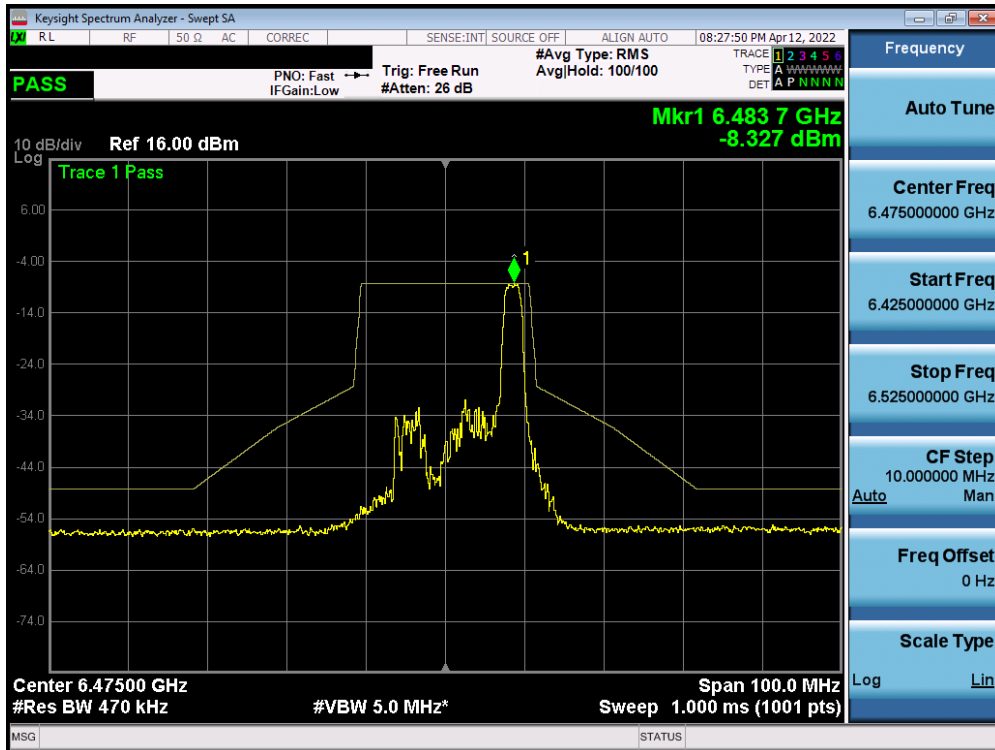 Keysight Spectrum Analyzer - Swept SA
LXI RL RF 50 Ω AC CORREC SENSE:INT SOURCE OFF ALIGN AUTO 08:27:50 PM Apr 12, 2022
PASS
PNO: Fast
IFGain:Low
Trig: Free Run
#Atten: 26 dB
#Avg Type: RMS
Avg|Hold: 100/100
TRACE 1 2 3 4 5 6
TYPE A WWWWW
DET A P N N N N
Mkr1 6.483 7 GHz
-8.327 dBm
10 dB/div Ref 16.00 dBm
Log
Trace 1 Pass
1
6.00
-4.00
-14.0
-24.0
-34.0
-44.0
-54.0
-64.0
-74.0
Center 6.47500 GHz Span 100.0 MHz
#Res BW 470 kHz #VBW 5.0 MHz* Sweep 1.000 ms (1001 pts)
MSG STATUS
Frequency
Auto Tune
Center Freq
6.475000000 GHz
Start Freq
6.425000000 GHz
Stop Freq
6.525000000 GHz
CF Step
10.000000 MHz
Auto Man
Freq Offset
0 Hz
Scale Type
Log Lin